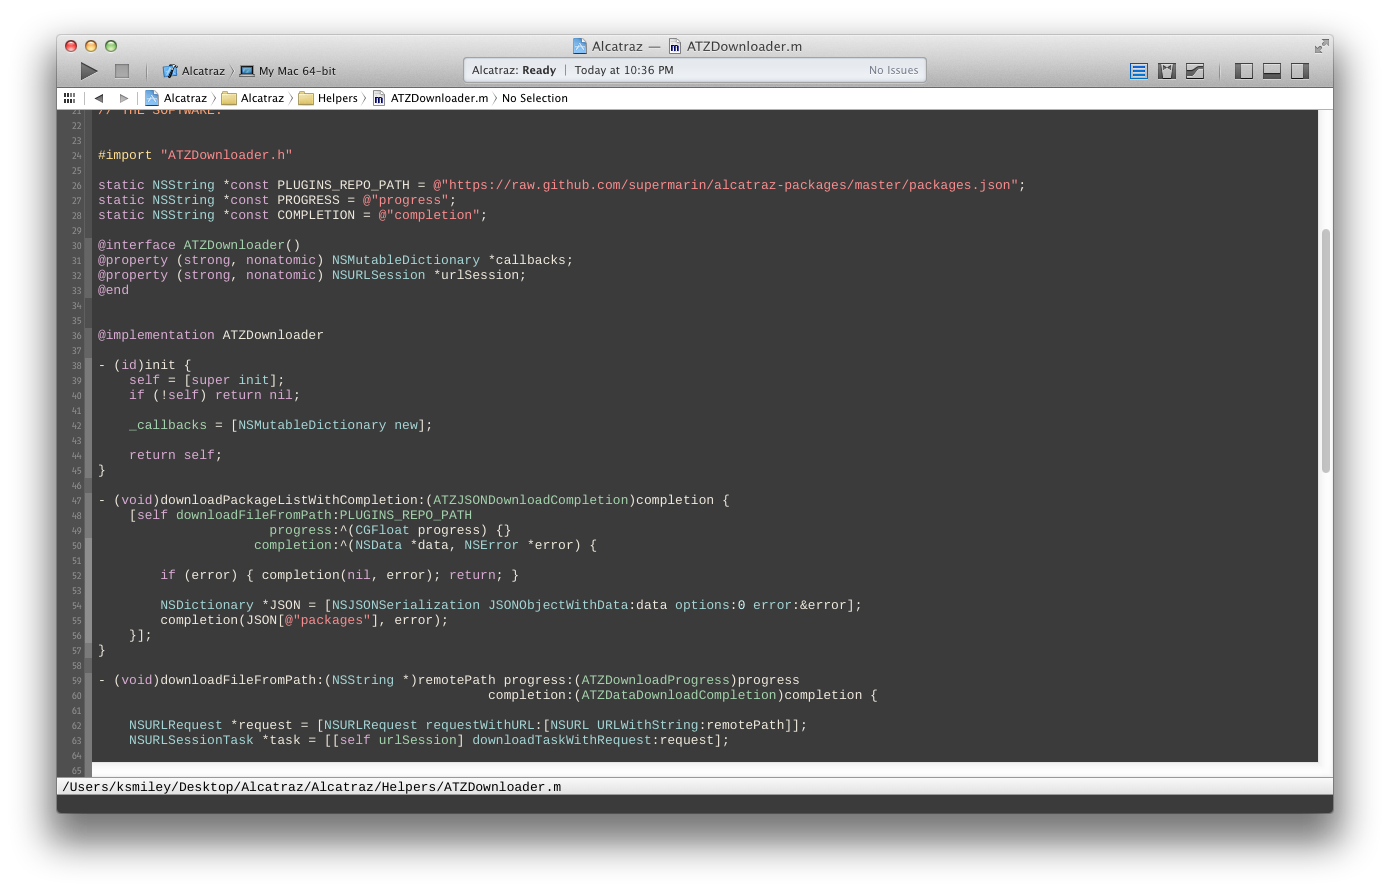 Alcatraz — ATZDownloader.m
Alcatraz My Mac 64-bit
Alcatraz: Ready | Today at 10:36 PM No Issues
Alcatraz Alcatraz Helpers ATZDownloader.m No Selection
21 // THE SOFTWARE.
22
23
24 #import "ATZDownloader.h"
25
26 static NSString *const PLUGINS_REPO_PATH = @"https://raw.github.com/supermarin/alcatraz-packages/master/packages.json";
27 static NSString *const PROGRESS = @"progress";
28 static NSString *const COMPLETION = @"completion";
29
30 @interface ATZDownloader()
31 @property (strong, nonatomic) NSMutableDictionary *callbacks;
32 @property (strong, nonatomic) NSURLSession *urlSession;
33 @end
34
35
36 @implementation ATZDownloader
37
38 - (id)init {
39     self = [super init];
40     if (!self) return nil;
41
42     _callbacks = [NSMutableDictionary new];
43
44     return self;
45 }
46
47 - (void)downloadPackageListWithCompletion:(ATZJSONDownloadCompletion)completion {
48     [self downloadFileFromPath:PLUGINS_REPO_PATH
49                       progress:^(CGFloat progress) {}
50                     completion:^(NSData *data, NSError *error) {
51
52         if (error) { completion(nil, error); return; }
53
54         NSDictionary *JSON = [NSJSONSerialization JSONObjectWithData:data options:0 error:&error];
55         completion(JSON[@"packages"], error);
56     }];
57 }
58
59 - (void)downloadFileFromPath:(NSString *)remotePath progress:(ATZDownloadProgress)progress
60                                                   completion:(ATZDataDownloadCompletion)completion {
61
62     NSURLRequest *request = [NSURLRequest requestWithURL:[NSURL URLWithString:remotePath]];
63     NSURLSessionTask *task = [[self urlSession] downloadTaskWithRequest:request];
64
65
/Users/ksmiley/Desktop/Alcatraz/Alcatraz/Helpers/ATZDownloader.m